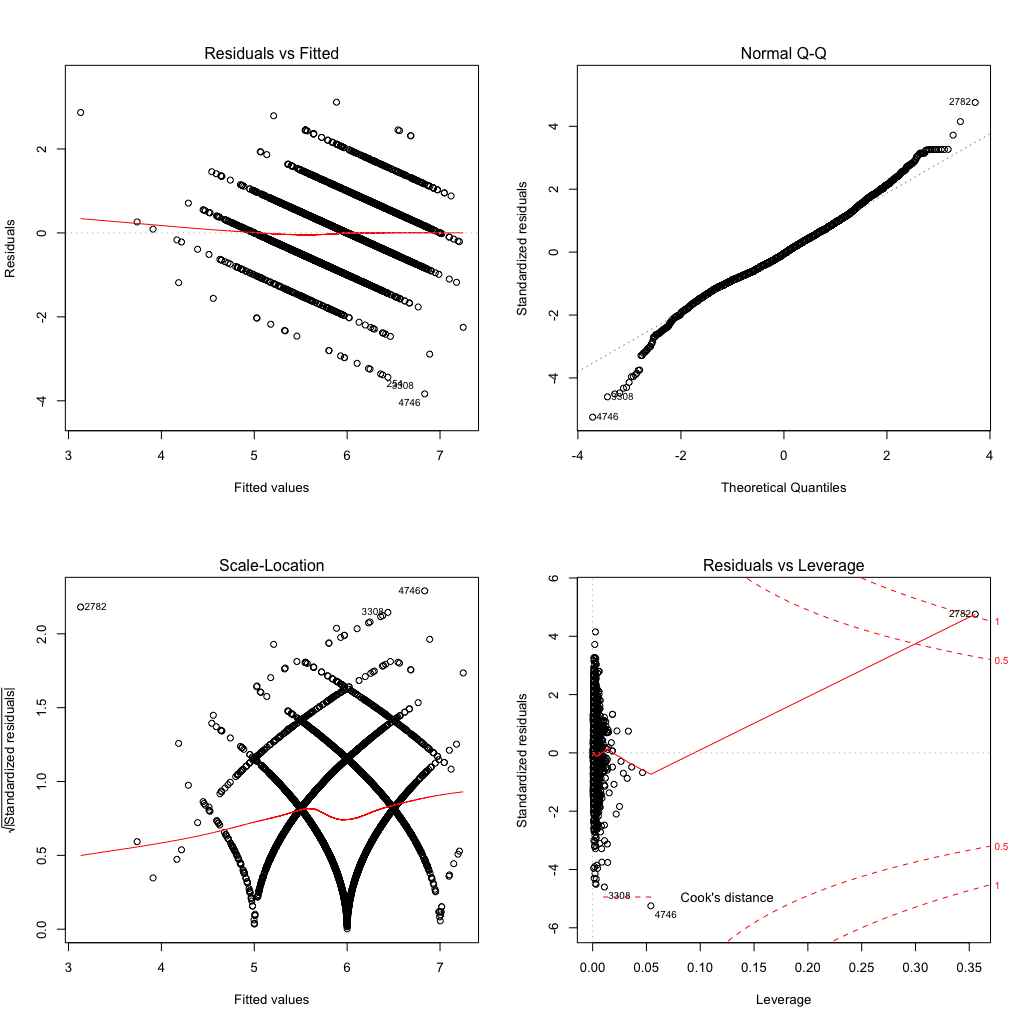 Residuals vs Fitted
Residuals
2
0
-2
-4
3 4 5 6 7
Fitted values
254
3308
4746
Normal Q-Q
Standardized residuals
4
2
0
-2
-4
-4 -2 0 2 4
Theoretical Quantiles
2782
3308
4746
Scale-Location
√|Standardized residuals|
2.0
1.5
1.0
0.5
0.0
3 4 5 6 7
Fitted values
2782
4746
3308
Residuals vs Leverage
Standardized residuals
6
4
2
0
-2
-4
-6
0.00 0.05 0.10 0.15 0.20 0.25 0.30 0.35
Leverage
2782
1
0.5
0.5
1
3308
Cook's distance
4746